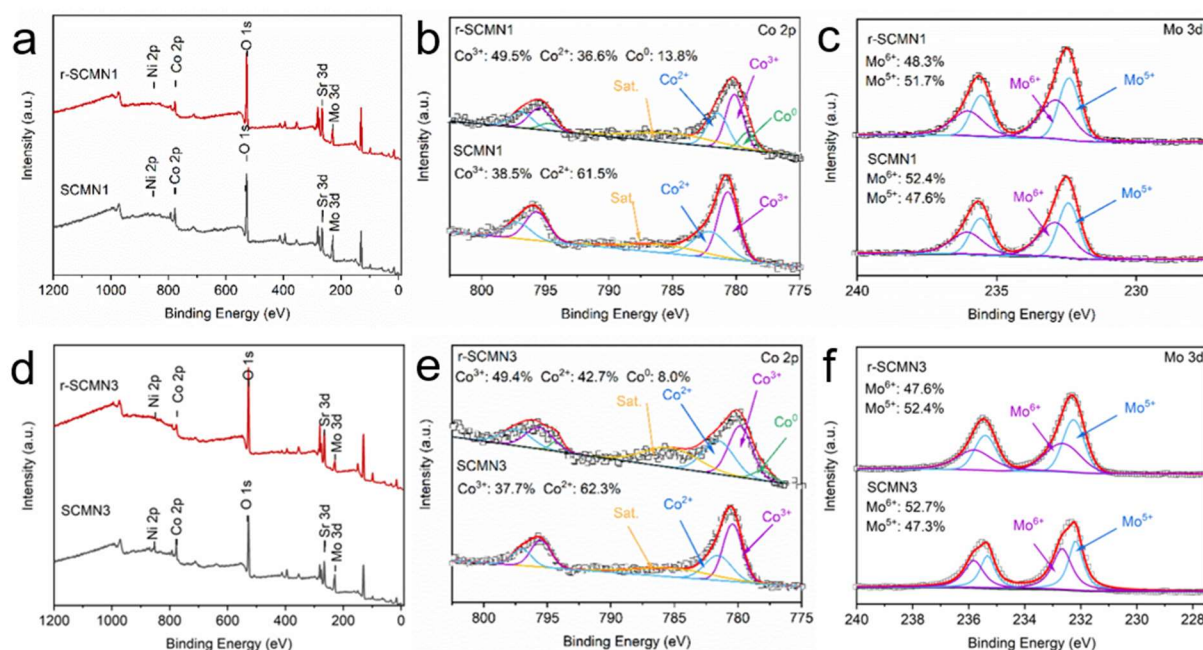 a
r-SCMN1
Ni 2p
Co 2p
O 1s
Sr 3d
Mo 3d
SCMN1
Ni 2p
Co 2p
O 1s
Sr 3d
Mo 3d
Intensity (a.u.)
1200 1000 800 600 400 200 0
Binding Energy (eV)
b
r-SCMN1
Co 2p
Co³⁺: 49.5% Co²⁺: 36.6% Co⁰: 13.8%
Sat.
Co²⁺
Co³⁺
Co⁰
SCMN1
Co³⁺: 38.5% Co²⁺: 61.5%
Sat.
Co²⁺
Co³⁺
Intensity (a.u.)
800 795 790 785 780 775
Binding Energy (eV)
c
Mo 3d
r-SCMN1
Mo⁶⁺: 48.3%
Mo⁵⁺: 51.7%
Mo⁶⁺
Mo⁵⁺
SCMN1
Mo⁶⁺: 52.4%
Mo⁵⁺: 47.6%
Mo⁶⁺
Mo⁵⁺
Intensity (a.u.)
240 235 230
Binding Energy (eV)
d
r-SCMN3
Ni 2p
Co 2p
O 1s
Sr 3d
Mo 3d
SCMN3
Ni 2p
Co 2p
O 1s
Sr 3d
Mo 3d
Intensity (a.u.)
1200 1000 800 600 400 200 0
Binding Energy (eV)
e
r-SCMN3
Co 2p
Co³⁺: 49.4% Co²⁺: 42.7% Co⁰: 8.0%
Sat.
Co²⁺
Co³⁺
Co⁰
SCMN3
Co³⁺: 37.7% Co²⁺: 62.3%
Sat.
Co²⁺
Co³⁺
Intensity (a.u.)
800 795 790 785 780 775
Binding Energy (eV)
f
Mo 3d
r-SCMN3
Mo⁶⁺: 47.6%
Mo⁵⁺: 52.4%
Mo⁶⁺
Mo⁵⁺
SCMN3
Mo⁶⁺: 52.7%
Mo⁵⁺: 47.3%
Mo⁶⁺
Mo⁵⁺
Intensity (a.u.)
240 238 236 234 232 230 228
Binding Energy (eV)